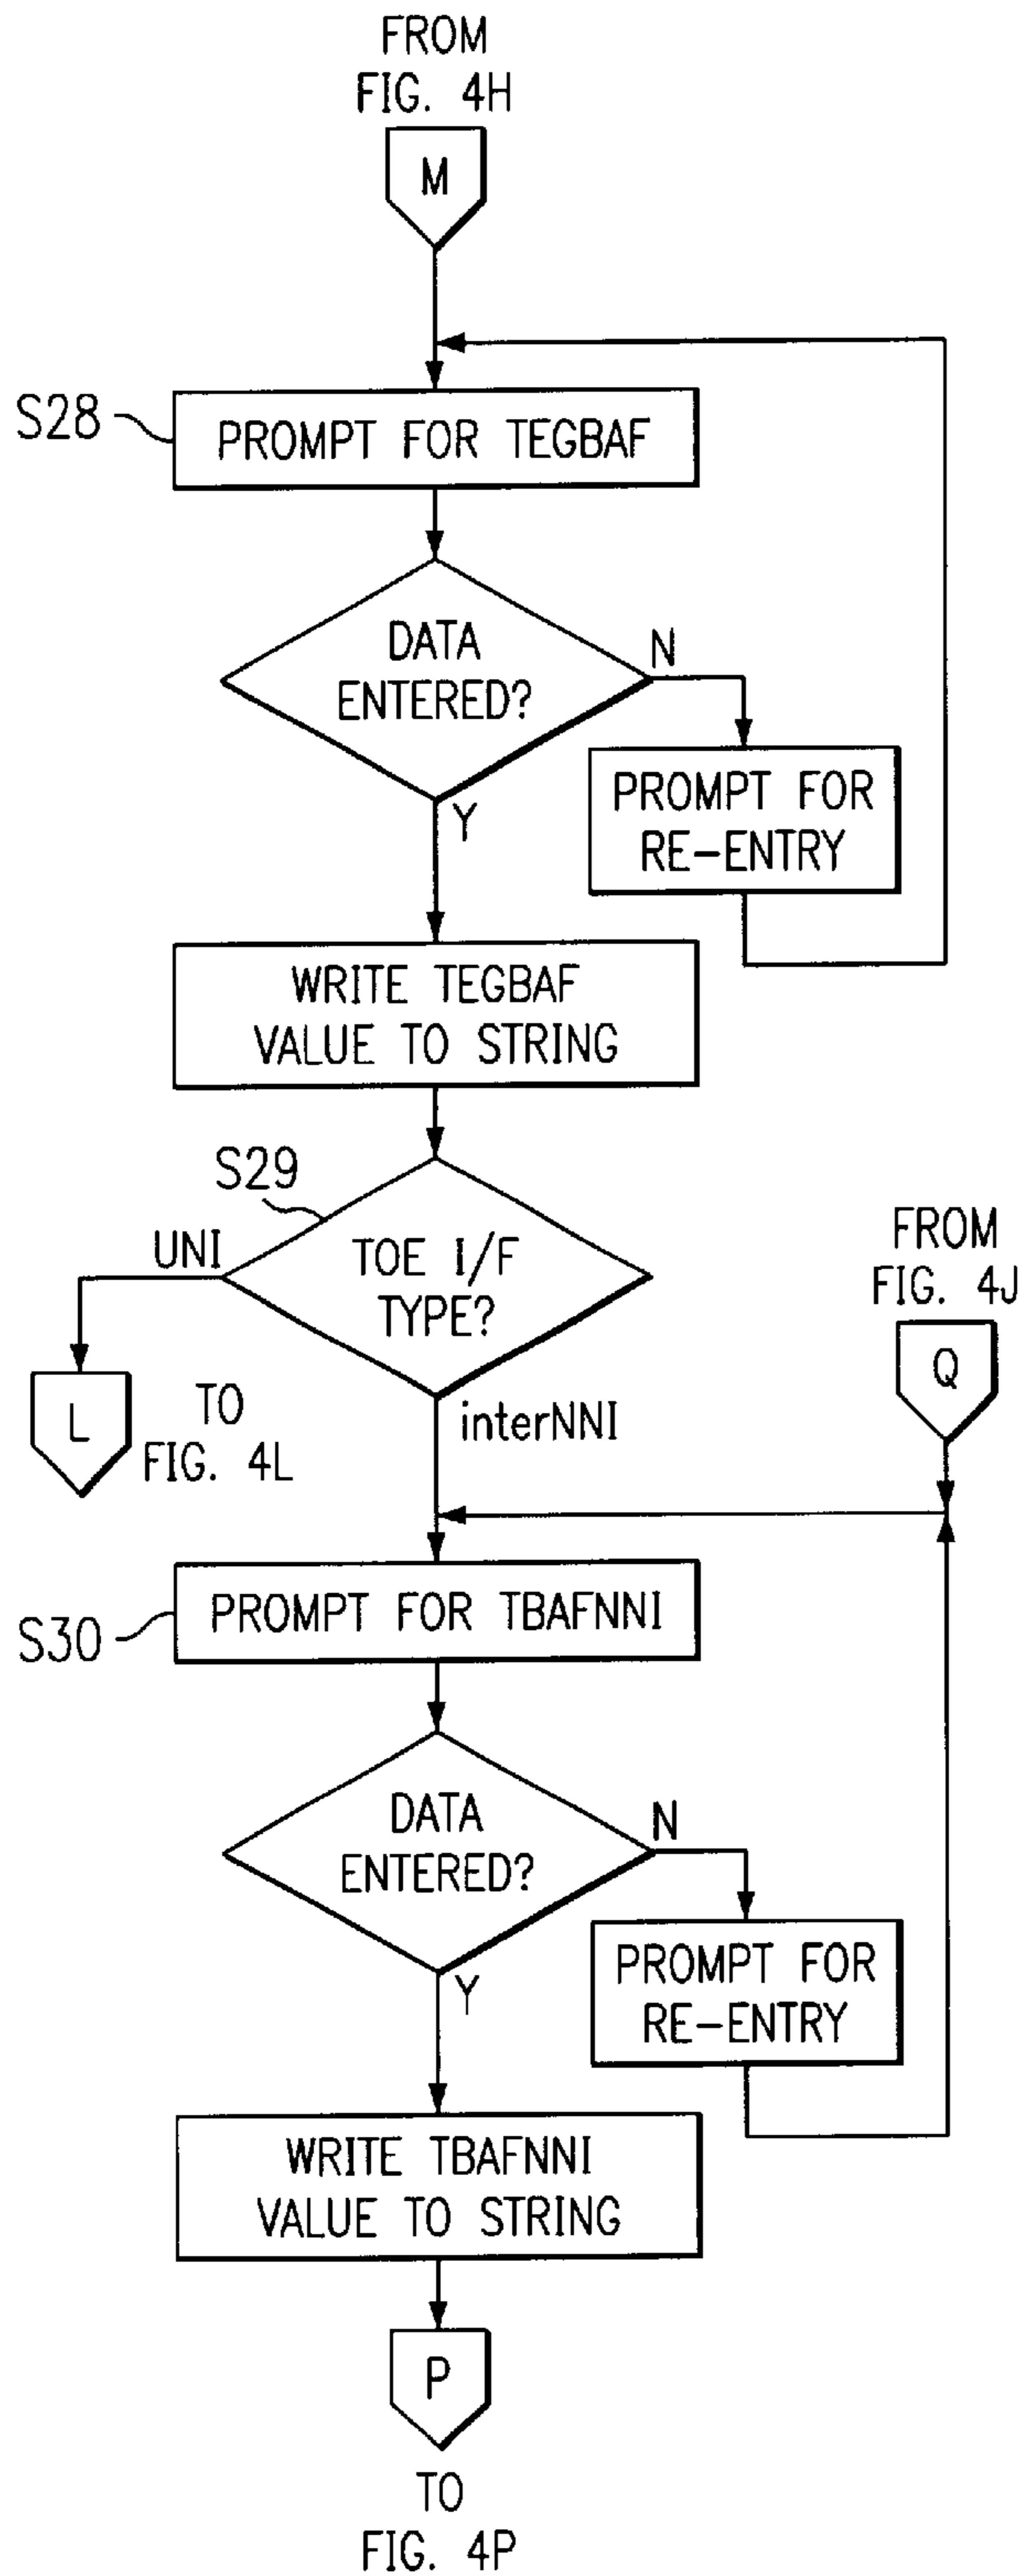 FROM
FIG. 4H
M
S28
PROMPT FOR TEGBAF
DATA
ENTERED?
N
PROMPT FOR
RE-ENTRY
Y
WRITE TEGBAF
VALUE TO STRING
S29
TOE I/F
TYPE?
UNI
L
TO
FIG. 4L
interNNI
FROM
FIG. 4J
Q
S30
PROMPT FOR TBAFNNI
DATA
ENTERED?
N
PROMPT FOR
RE-ENTRY
Y
WRITE TBAFNNI
VALUE TO STRING
P
TO
FIG. 4P